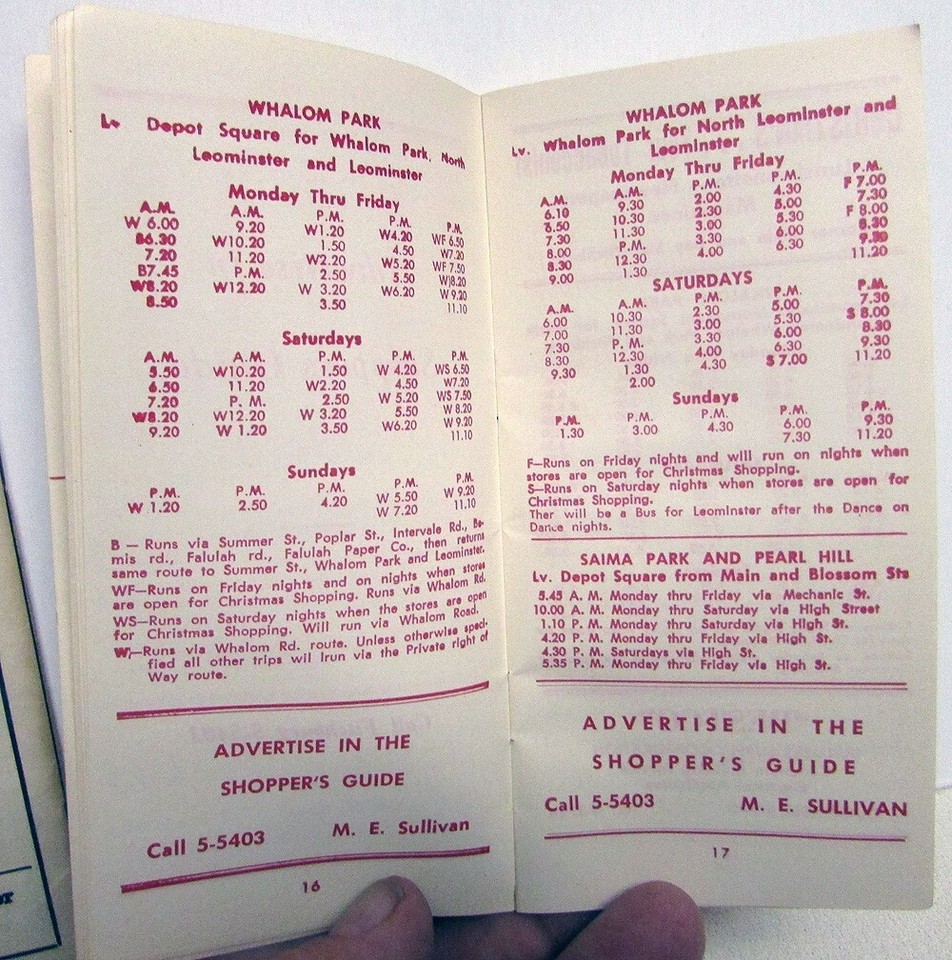 WHALOM PARK
Lv Depot Square for Whalom Park, North
Leominster and Leominster
Monday Thru Friday
A.M. A.M. P.M. P.M. P.M.
W 6.00 9.20 W1.20 W4.20 WF 6.50
B6.30 W10.20 1.50 4.50 W7.20
7.20 11.20 W2.20 W5.20 WF 7.50
B7.45 P.M. 2.50 5.50 W8.20
W8.20 W12.20 W 3.20 W6.20 W 9.20
8.50 3.50 11.10
Saturdays
A.M. A.M. P.M. P.M. P.M.
5.50 W10.20 1.50 W 4.20 WS 6.50
6.50 11.20 W2.20 4.50 W7.20
7.20 P. M. 2.50 W 5.20 WS 7.50
W8.20 W12.20 W 3.20 5.50 W 8.20
9.20 W 1.20 3.50 W6.20 W 9.20
11.10
Sundays
P.M. P.M. P.M. P.M. P.M.
W 1.20 2.50 4.20 W 5.50 W 9.20
W 7.20 11.10
B — Runs via Summer St., Poplar St., Intervale Rd., Be-
mis rd., Falulah rd., Falulah Paper Co., then returns
same route to Summer St., Whalom Park and Leominster.
WF—Runs on Friday nights and on nights when stores
are open for Christmas Shopping. Runs via Whalom Rd.
WS—Runs on Saturday nights when the stores are open
for Christmas Shopping. Will run via Whalom Road.
W,—Runs via Whalom Rd. route. Unless otherwise speci-
fied all other trips wil lrun via the Private right of
Way route.
ADVERTISE IN THE
SHOPPER'S GUIDE
Call 5-5403 M. E. Sullivan
16
WHALOM PARK
Lv. Whalom Park for North Leominster and
Leominster
Monday Thru Friday
A.M. A.M. P.M. P.M. P.M.
6.10 9.30 2.00 4.30 F 7.00
6.50 10.30 2.30 5.00 7.30
7.30 11.30 3.00 5.30 F 8.00
8.00 P.M. 3.30 6.00 8.30
8.30 12.30 4.00 6.30 9.30
9.00 1.30 11.20
SATURDAYS
A.M. A.M. P.M. P.M.
6.00 10.30 2.30 5.00 7.30
7.00 11.30 3.00 5.30 S 8.00
7.30 P. M. 3.30 6.00 8.30
8.30 12.30 4.00 6.30 9.30
9.30 1.30 4.30 S 7.00 11.20
2.00
Sundays
P.M. P.M. P.M. P.M. P.M.
1.30 3.00 4.30 6.00 9.30
7.30 11.20
F—Runs on Friday nights and will run on nights when
stores are open for Christmas Shopping.
S—Runs on Saturday nights when stores are open for
Christmas Shopping.
Ther will be a Bus for Leominster after the Dance on
Dance nights.
SAIMA PARK AND PEARL HILL
Lv. Depot Square from Main and Blossom Sts
5.45 A. M. Monday thru Friday via Mechanic St.
10.00 A. M. Monday thru Saturday via High Street
1.10 P. M. Monday thru Saturday via High St.
4.20 P. M. Monday thru Friday via High St.
4.30 P. M. Saturdays via High St.
5.35 P. M. Monday thru Friday via High St.
ADVERTISE IN THE
SHOPPER'S GUIDE
Call 5-5403 M. E. SULLIVAN
17